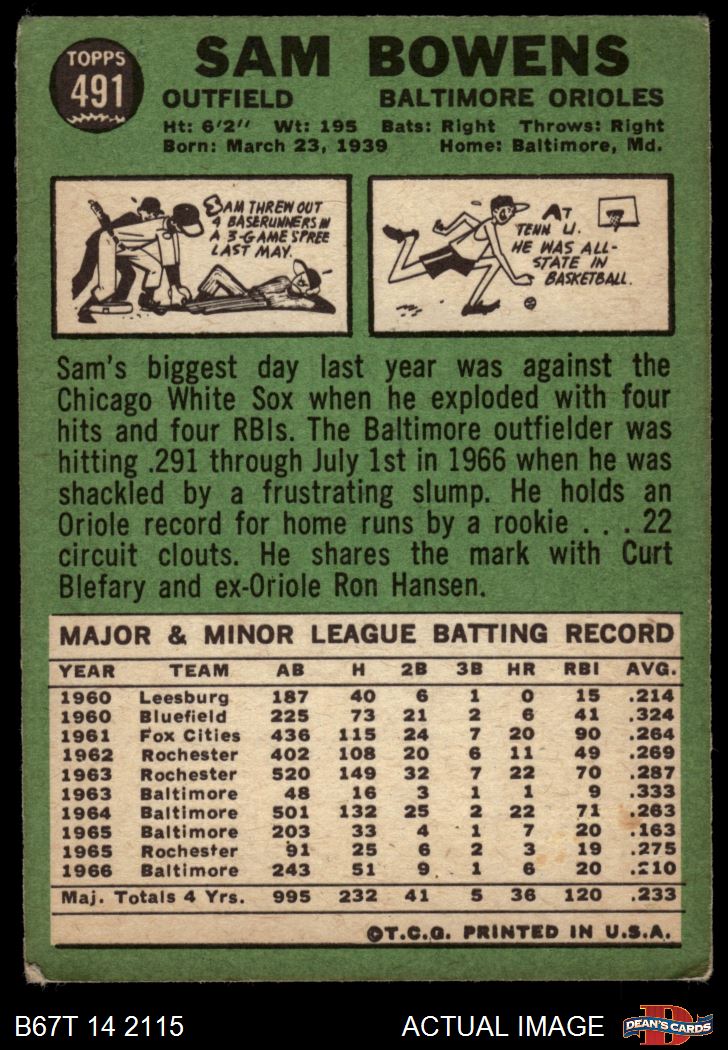 TOPPS
491
SAM BOWENS
OUTFIELD BALTIMORE ORIOLES
Ht: 6'2" Wt: 195 Bats: Right Throws: Right
Born: March 23, 1939 Home: Baltimore, Md.
SAM THREW OUT
4 BASERUNNERS IN
A 3-GAME SPREE
LAST MAY.
AT
TENN U.
HE WAS ALL-
STATE IN
BASKETBALL.
Sam's biggest day last year was against the
Chicago White Sox when he exploded with four
hits and four RBIs. The Baltimore outfielder was
hitting .291 through July 1st in 1966 when he was
shackled by a frustrating slump. He holds an
Oriole record for home runs by a rookie . . . 22
circuit clouts. He shares the mark with Curt
Blefary and ex-Oriole Ron Hansen.
MAJOR & MINOR LEAGUE BATTING RECORD
YEAR TEAM AB H 2B 3B HR RBI AVG.
1960 Leesburg 187 40 6 1 0 15 .214
1960 Bluefield 225 73 21 2 6 41 .324
1961 Fox Cities 436 115 24 7 20 90 .264
1962 Rochester 402 108 20 6 11 49 .269
1963 Rochester 520 149 32 7 22 70 .287
1963 Baltimore 48 16 3 1 1 9 .333
1964 Baltimore 501 132 25 2 22 71 .263
1965 Baltimore 203 33 4 1 7 20 .163
1965 Rochester 91 25 6 2 3 19 .275
1966 Baltimore 243 51 9 1 6 20 .210
Maj. Totals 4 Yrs. 995 232 41 5 36 120 .233
©T.C.G. PRINTED IN U.S.A.
B67T 14 2115 ACTUAL IMAGE
D
DEAN'S CARDS